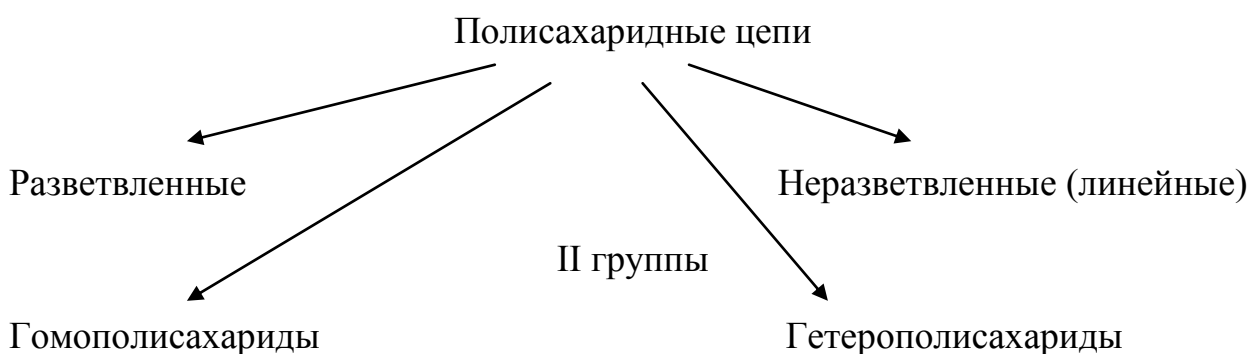 Полисахаридные цепи
Разветвленные
Неразветвленные (линейные)
II группы
Гомополисахариды
Гетерополисахариды